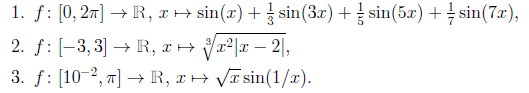 1. f: [0, 2π] → ℝ, x ↦ sin(x) + 1/3 sin(3x) + 1/5 sin(5x) + 1/7 sin(7x),
2. f: [−3, 3] → ℝ, x ↦ ∛(x²|x − 2|),
3. f: [10⁻², π] → ℝ, x ↦ √x sin(1/x).